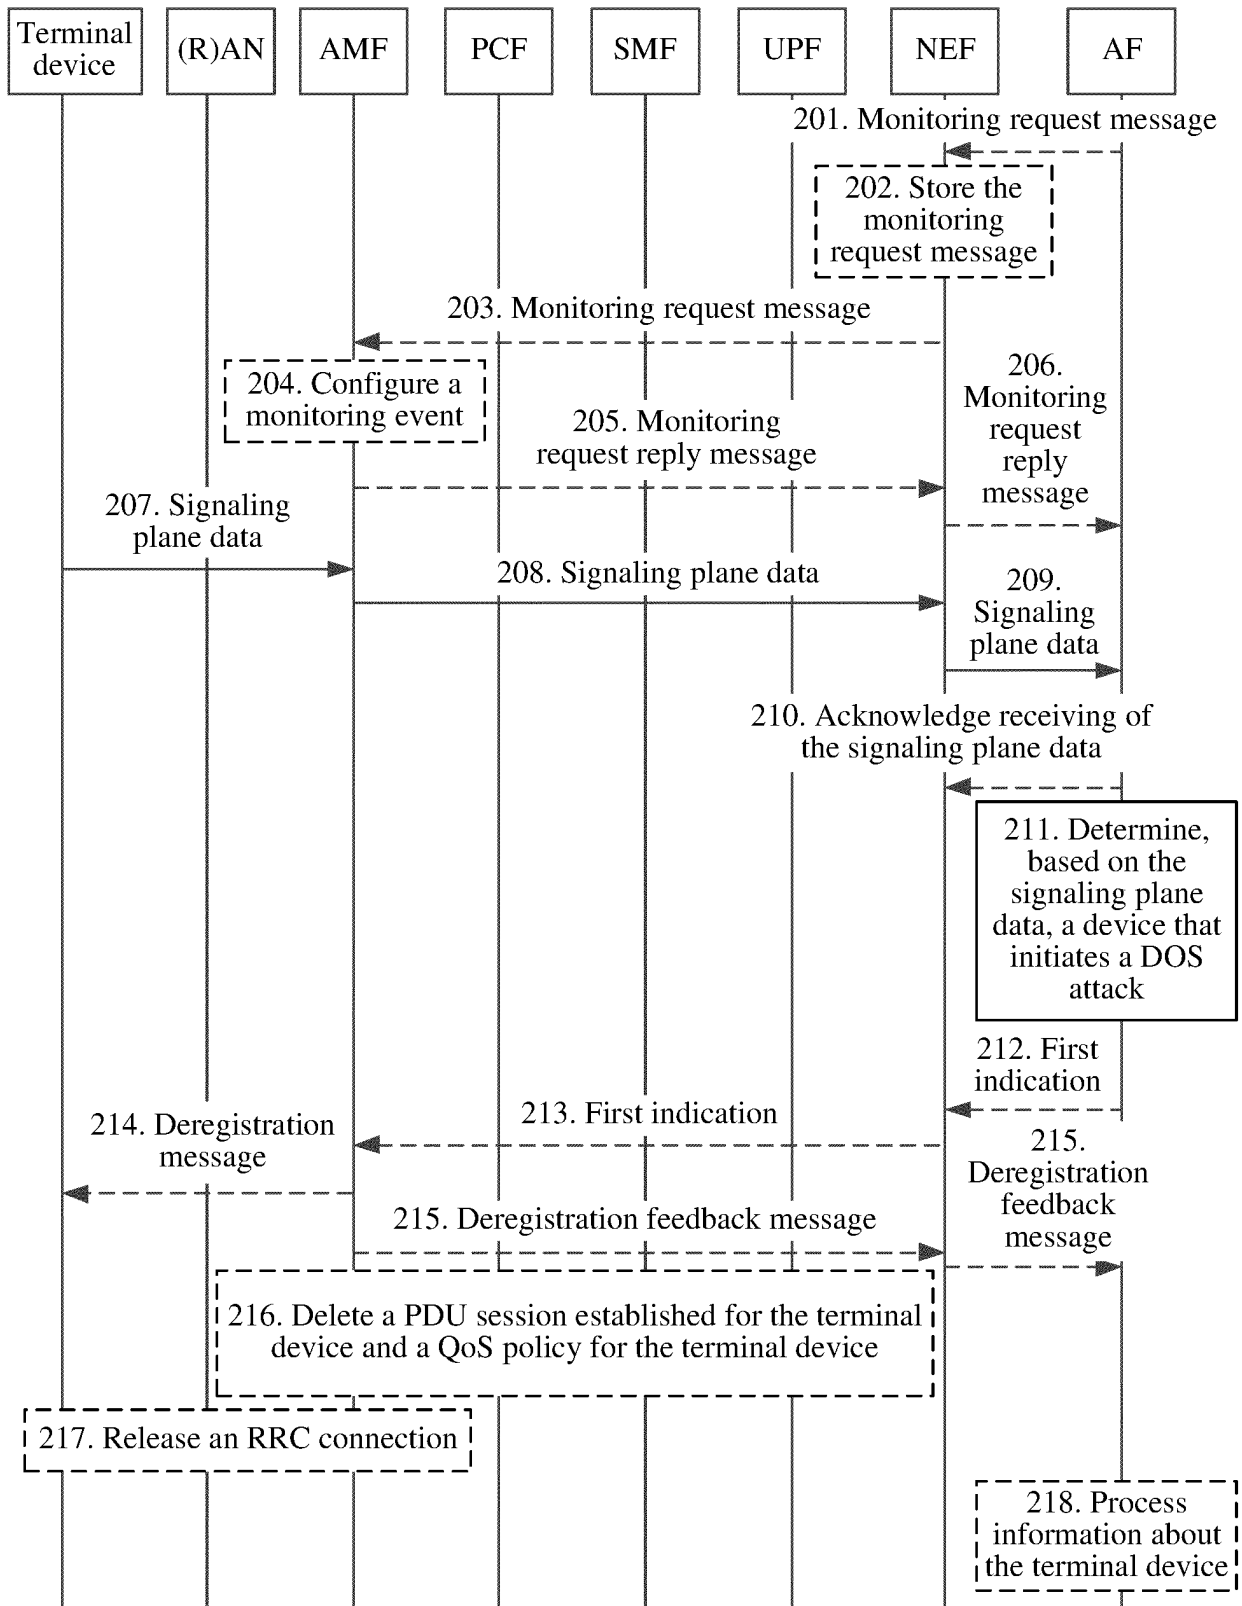 Terminal
device
(R)AN
AMF
PCF
SMF
UPF
NEF
AF
201. Monitoring request message
202. Store the
monitoring
request message
203. Monitoring request message
204. Configure a
monitoring event
205. Monitoring
request reply message
206.
Monitoring
request
reply
message
207. Signaling
plane data
208. Signaling plane data
209.
Signaling
plane data
210. Acknowledge receiving of
the signaling plane data
211. Determine,
based on the
signaling plane
data, a device that
initiates a DOS
attack
212. First
indication
213. First indication
214. Deregistration
message
215.
Deregistration
feedback
message
215. Deregistration feedback message
216. Delete a PDU session established for the terminal
device and a QoS policy for the terminal device
217. Release an RRC connection
218. Process
information about
the terminal device